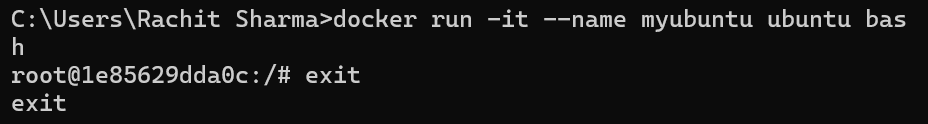 C:\Users\Rachit Sharma>docker run -it --name myubuntu ubuntu bas
h
root@1e85629dda0c:/# exit
exit